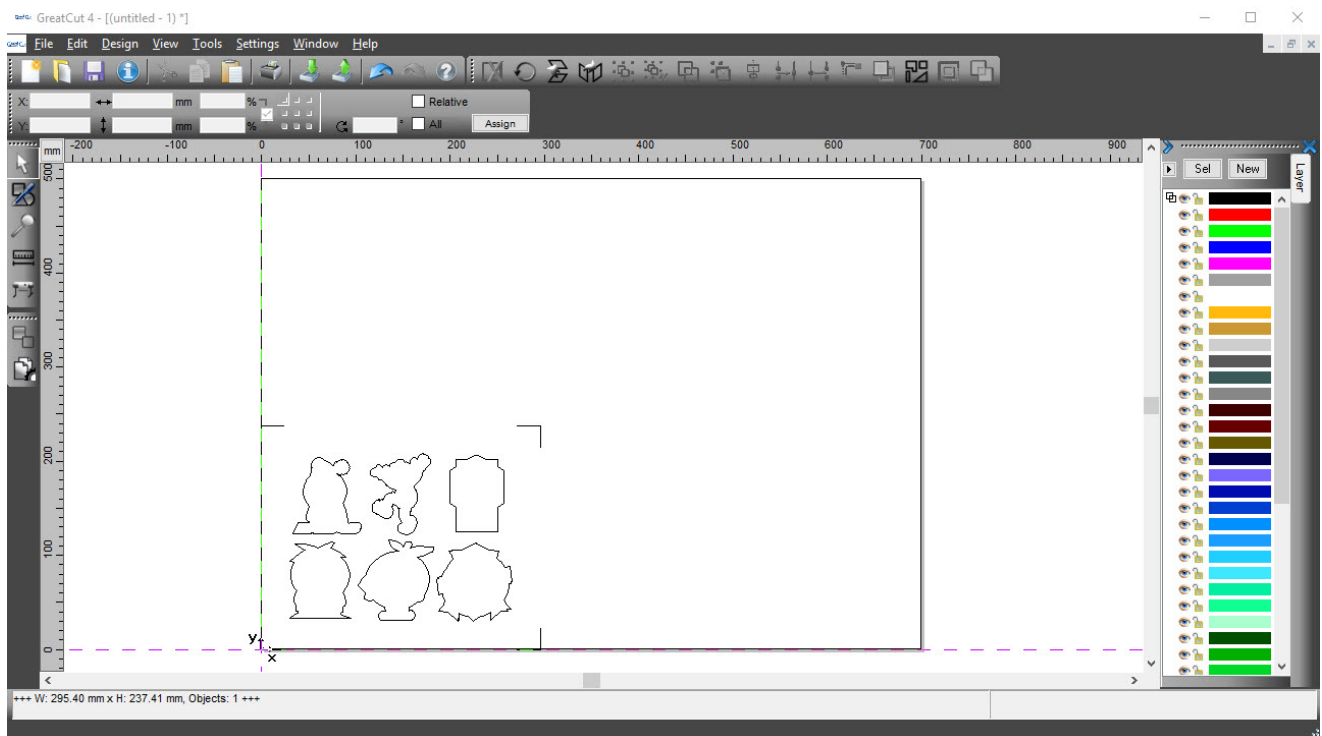 GreatCut 4 - [(untitled - 1) *]
File Edit Design View Tools Settings Window Help
X: mm % Relative
Y: mm % ° All Assign
mm -200 -100 0 100 200 300 400 500 600 700 800 900
Sel New
Layer
500
400
300
200
100
0
y
x
+++ W: 295.40 mm x H: 237.41 mm, Objects: 1 +++